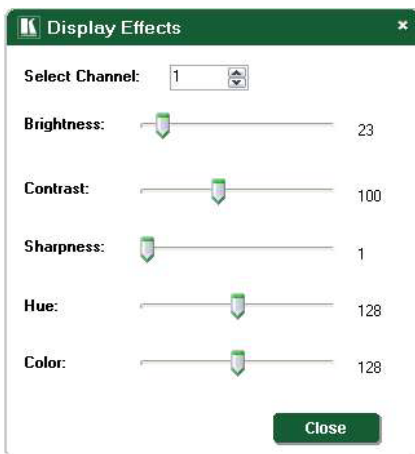 Display Effects
Select Channel: 1
Brightness: 23
Contrast: 100
Sharpness: 1
Hue: 128
Color: 128
Close